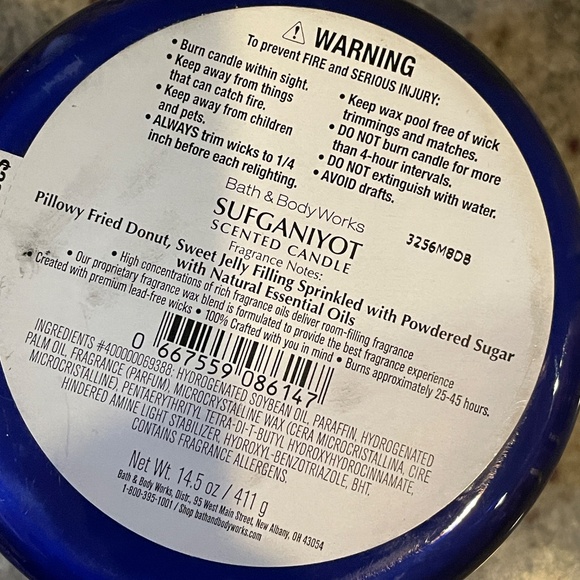 ⚠ WARNING
To prevent FIRE and SERIOUS INJURY:
• Burn candle within sight.
• Keep away from things
that can catch fire.
• Keep away from children
and pets.
• ALWAYS trim wicks to 1/4
inch before each relighting.
• Keep wax pool free of wick
trimmings and matches.
• DO NOT burn candle for more
than 4-hour intervals.
• DO NOT extinguish with water.
• AVOID drafts.
Bath & Body Works
SUFGANIYOT
SCENTED CANDLE
3256M8D8
Fragrance Notes:
Pillowy Fried Donut, Sweet Jelly Filling Sprinkled with Powdered Sugar
with Natural Essential Oils
• High concentrations of rich fragrance oils deliver room-filling fragrance
• Our proprietary fragrance wax blend is formulated to provide the best fragrance experience
• Created with premium lead-free wicks • 100% Crafted with you in mind • Burns approximately 25-45 hours.
0 667559 086147
INGREDIENTS #400000069388: HYDROGENATED SOYBEAN OIL, PARAFFIN, HYDROGENATED
PALM OIL, FRAGRANCE (PARFUM), MICROCRYSTALLINE WAX (CERA MICROCRISTALLINA, CIRE
MICROCRISTALLINE), PENTAERYTHRITYL TETRA-DI-T-BUTYL HYDROXYHYDROCINNAMATE,
HINDERED AMINE LIGHT STABILIZER, HYDROXYL-BENZOTRIAZOLE, BHT,
CONTAINS FRAGRANCE ALLERGENS.
Net Wt. 14.5 oz / 411 g
Bath & Body Works, Distr., 95 West Main Street, New Albany, OH 43054
1-800-395-1001 / Shop bathandbodyworks.com